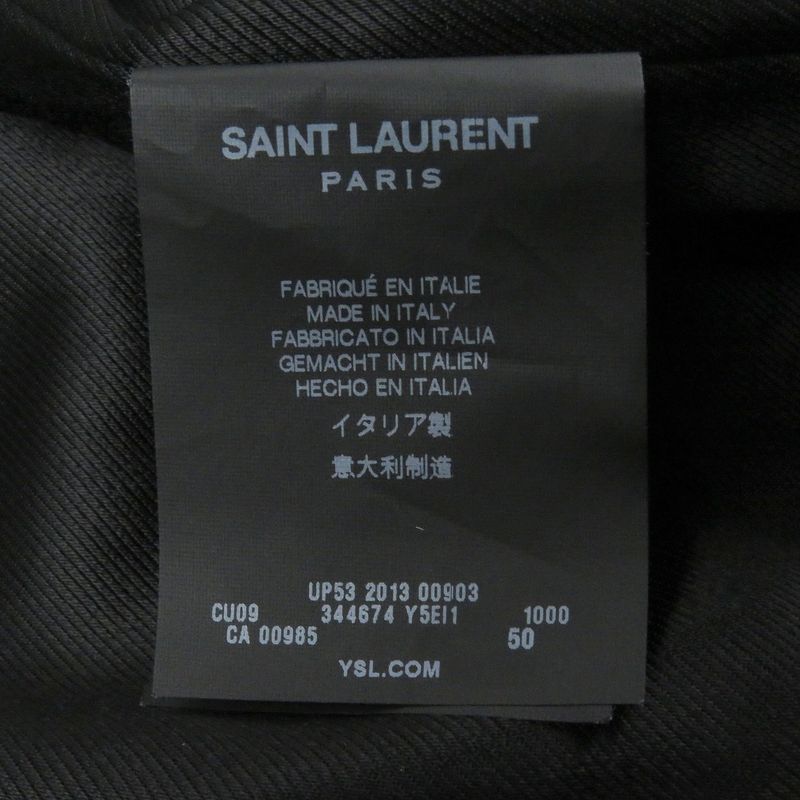 SAINT LAURENT
PARIS
FABRIQUÉ EN ITALIE
MADE IN ITALY
FABBRICATO IN ITALIA
GEMACHT IN ITALIEN
HECHO EN ITALIA
イタリア製
意大利制造
UP53 2013 00903
CU09 344674 Y5EI1 1000
CA 00985 50
YSL.COM